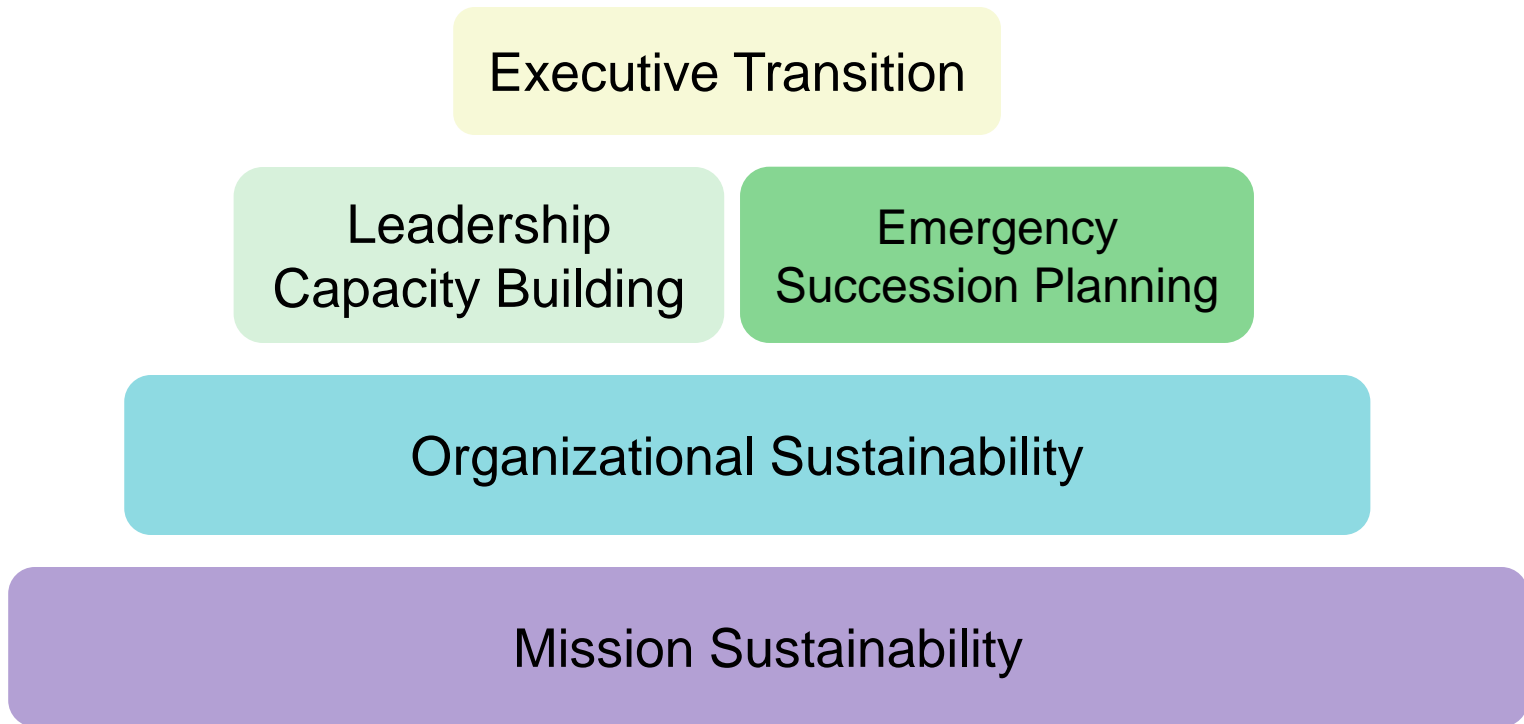 Executive Transition
Leadership
Capacity Building
Emergency
Succession Planning
Organizational Sustainability
Mission Sustainability